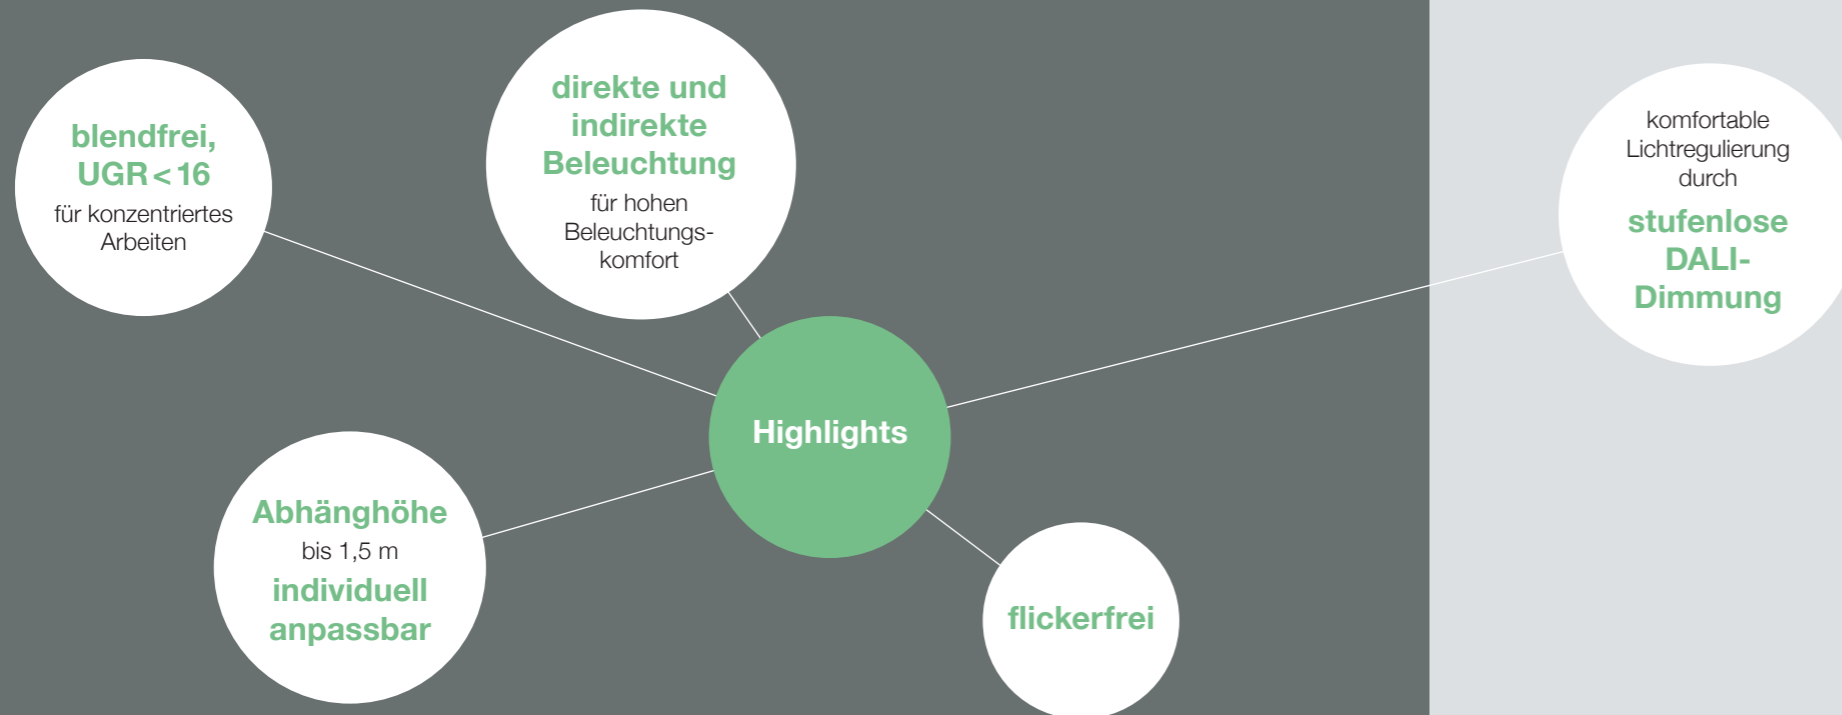 blendfrei,
UGR < 16
für konzentriertes
Arbeiten
direkte und
indirekte
Beleuchtung
für hohen
Beleuchtungs-
komfort
komfortable
Lichtregulierung
durch
stufenlose
DALI-
Dimmung
Highlights
Abhänghöhe
bis 1,5 m
individuell
anpassbar
flickerfrei